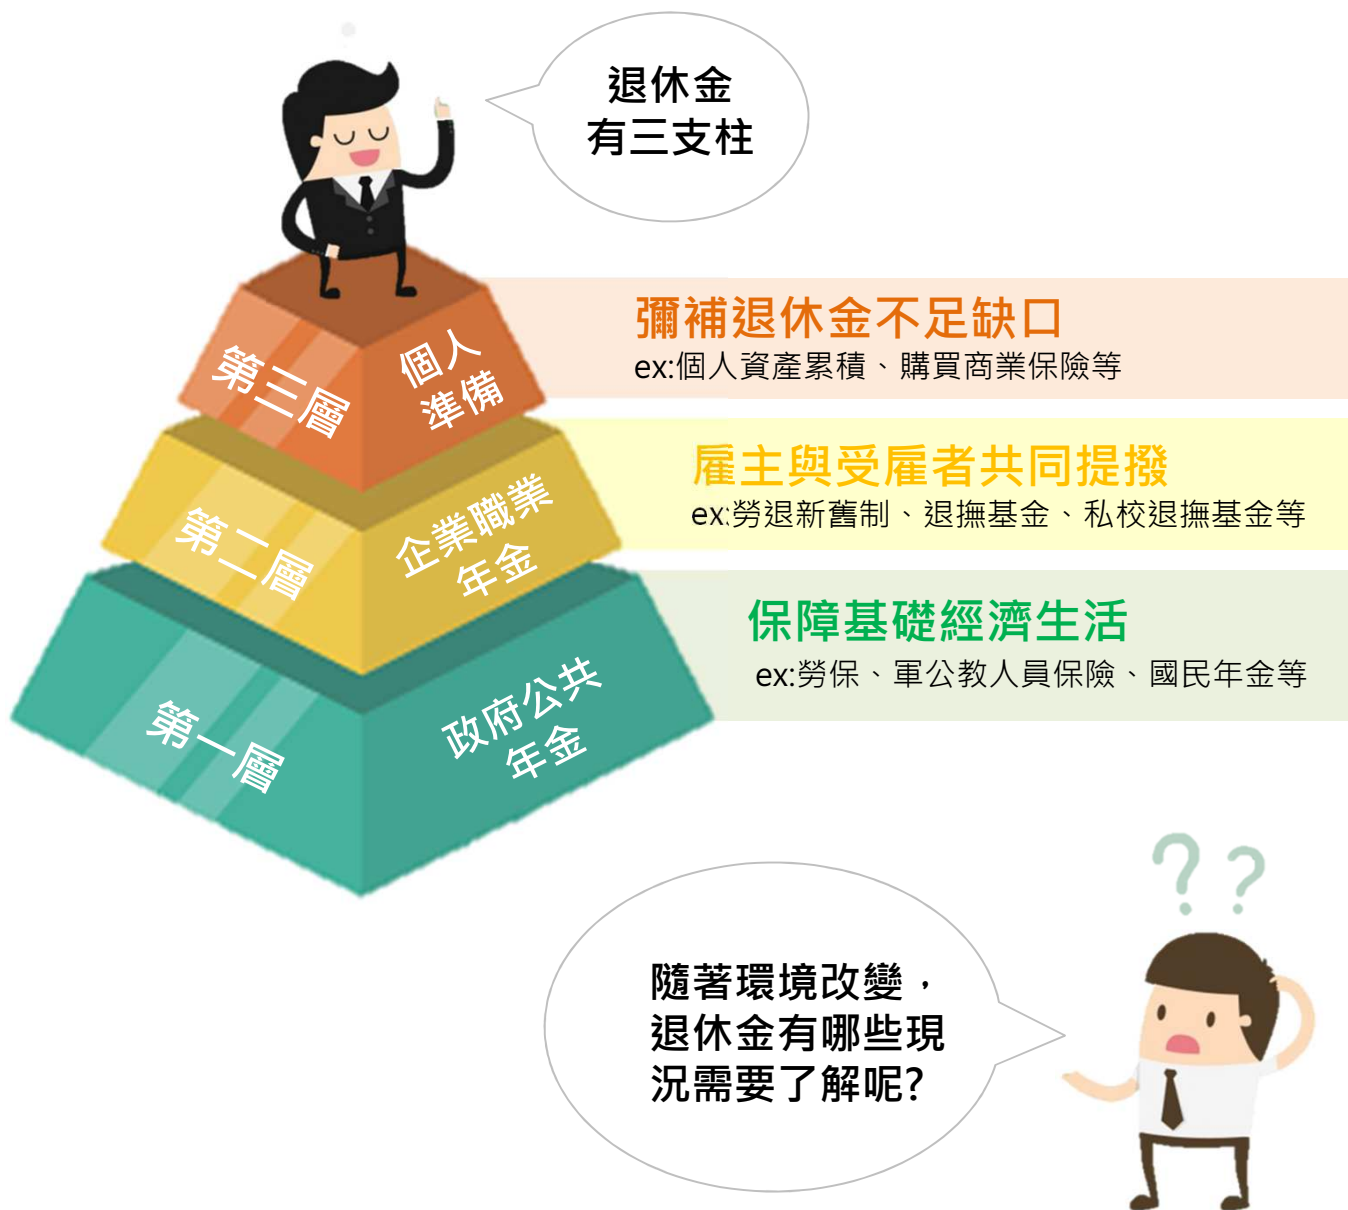 退休金
有三支柱
彌補退休金不足缺口
ex:個人資產累積、購買商業保險等
第三層
個人
準備
雇主與受雇者共同提撥
ex:勞退新舊制、退撫基金、私校退撫基金等
第二層
企業職業
年金
保障基礎經濟生活
ex:勞保、軍公教人員保險、國民年金等
第一層
政府公共
年金
??
隨著環境改變，
退休金有哪些現
況需要了解呢?